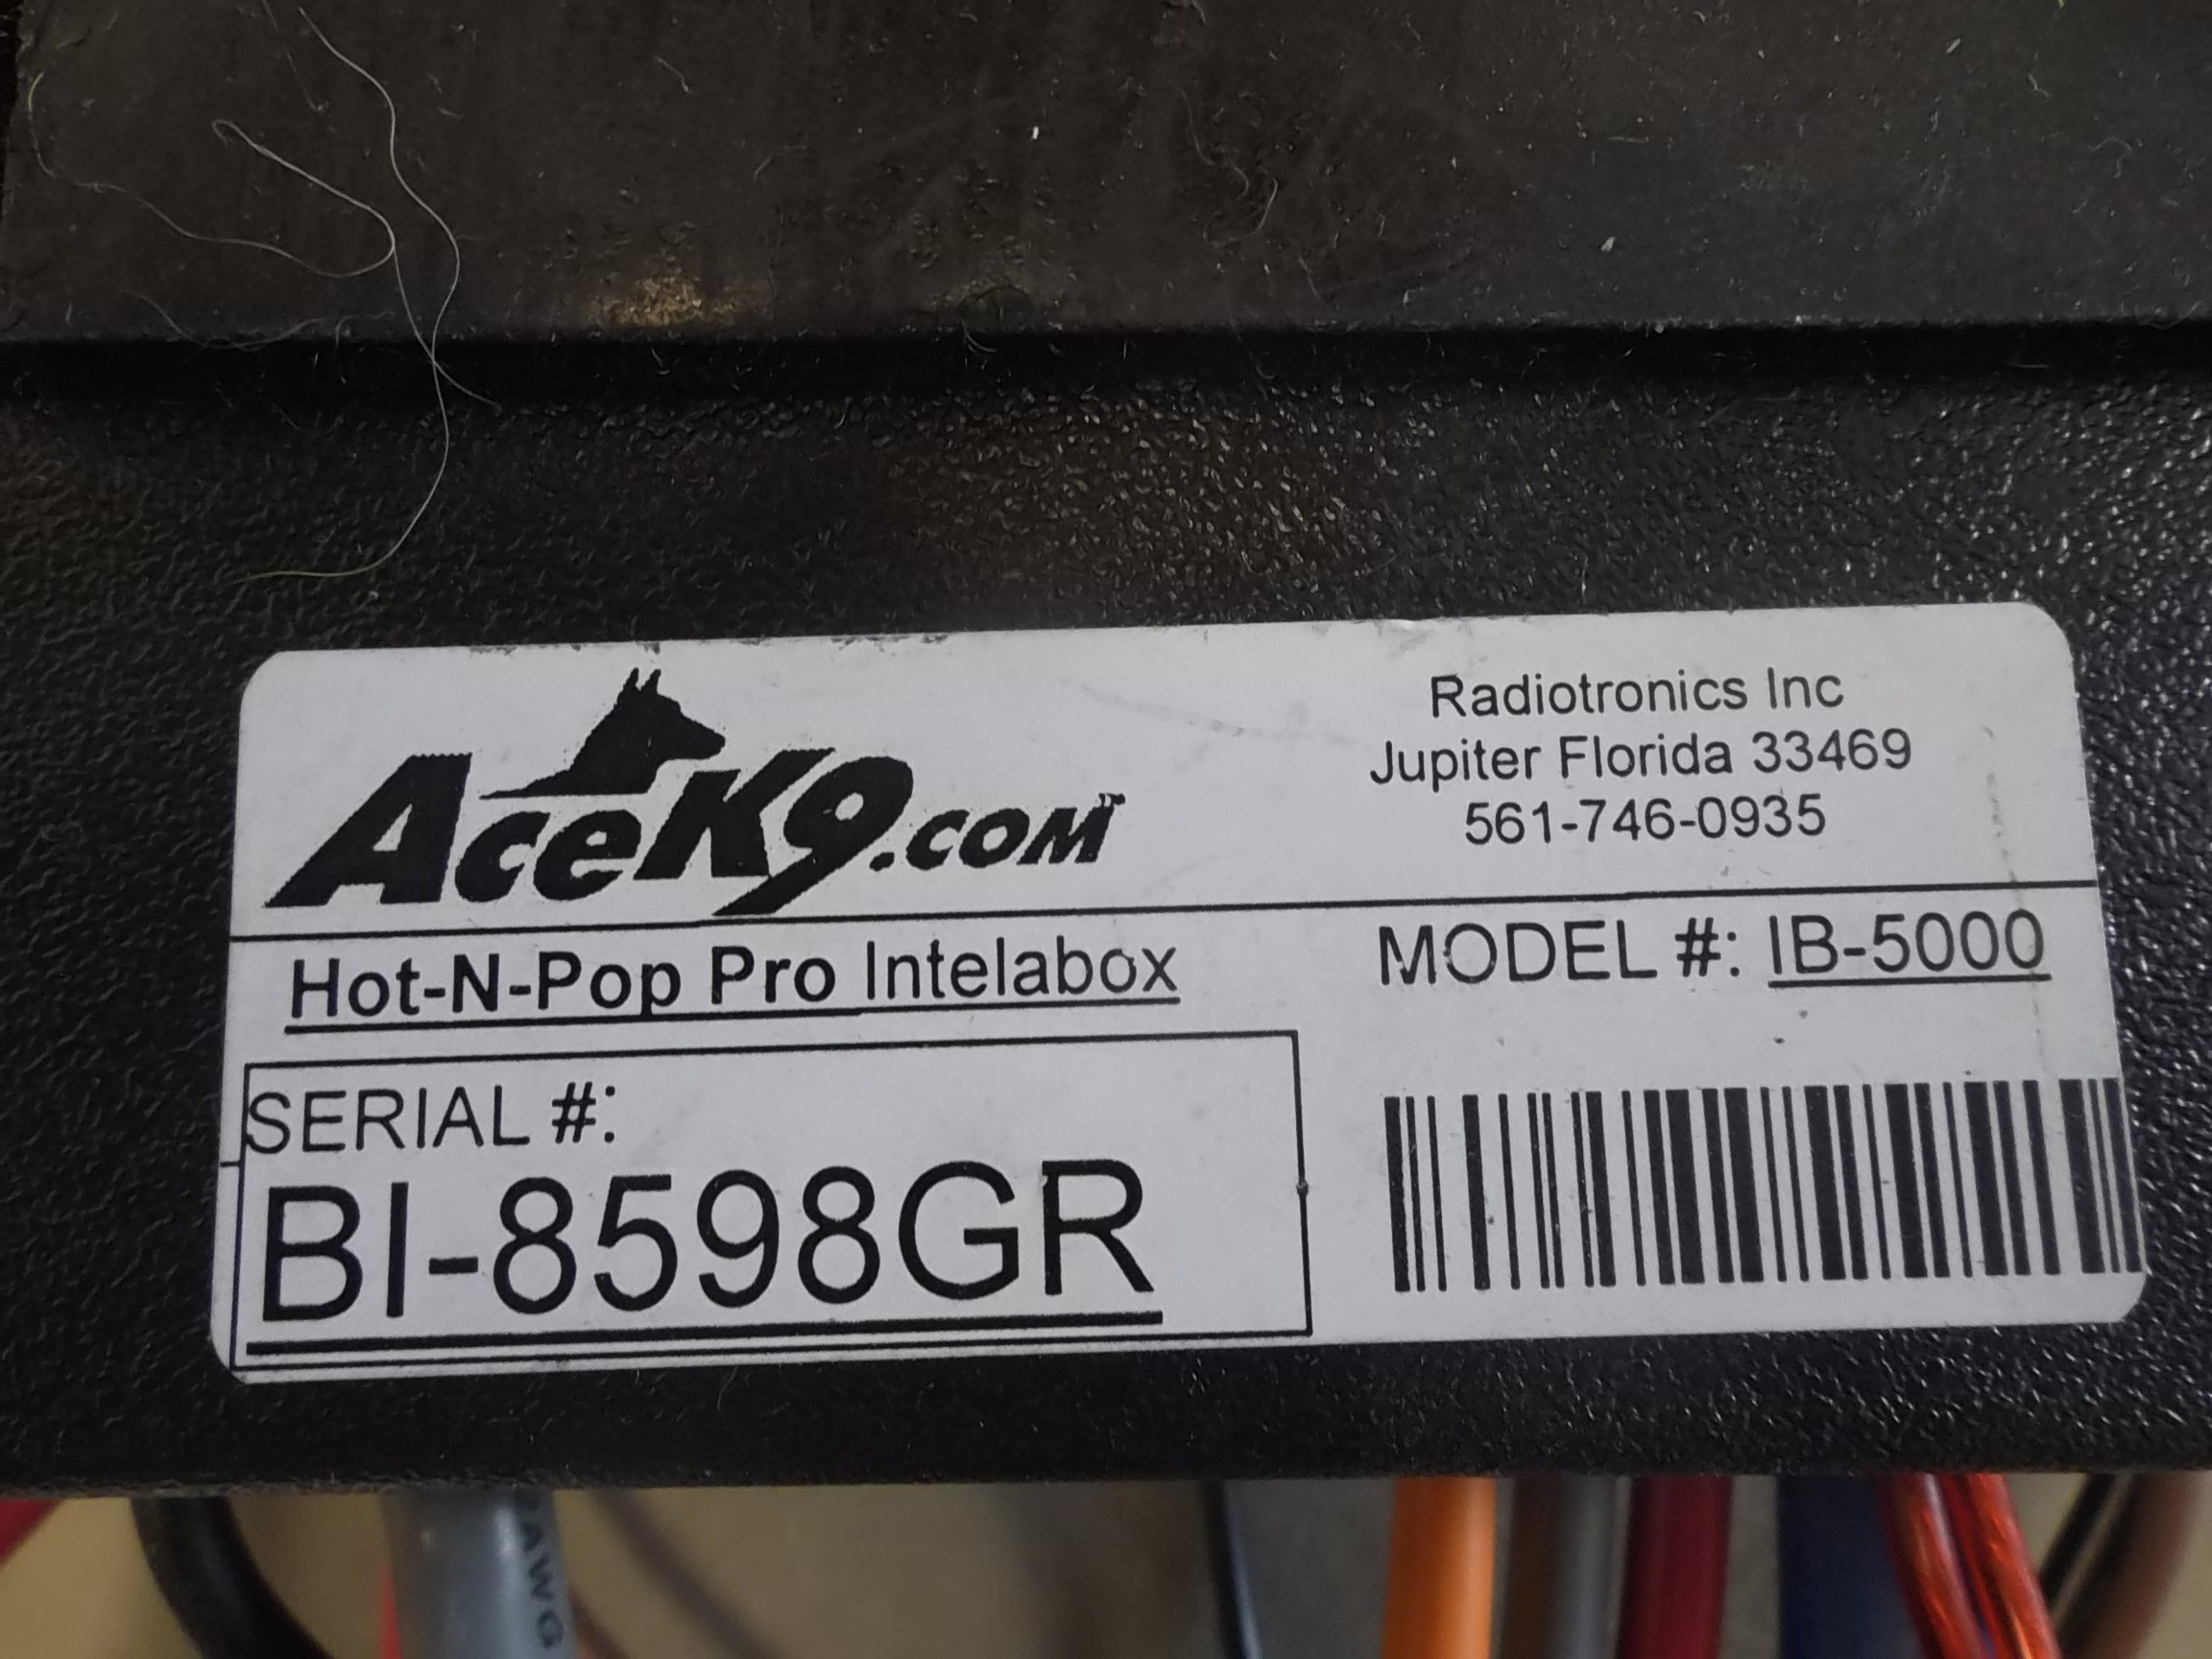 AceK9.com
Radiotronics Inc
Jupiter Florida 33469
561-746-0935
Hot-N-Pop Pro Intelabox
MODEL #: IB-5000
SERIAL #:
BI-8598GR
AWG